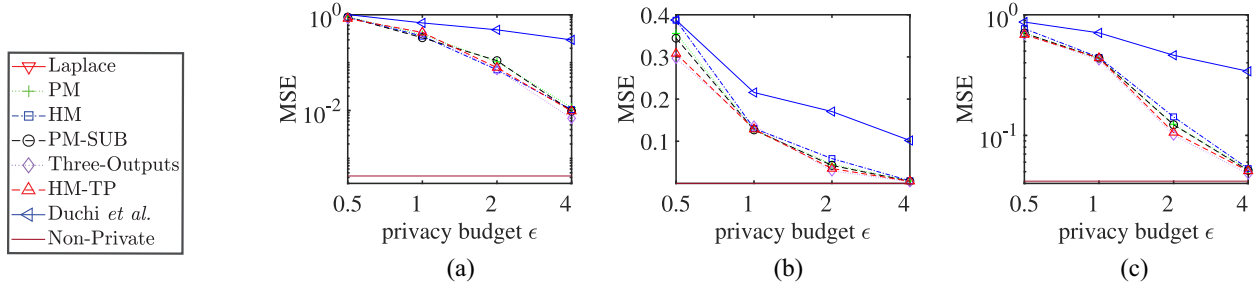 Laplace
PM
HM
PM-SUB
Three-Outputs
HM-TP
Duchi et al.
Non-Private
MSE
10^0
10^-2
0.5 1 2 4
privacy budget ϵ
(a)
MSE
0.4
0.3
0.2
0.1
0.5 1 2 4
privacy budget ϵ
(b)
MSE
10^0
10^-1
0.5 1 2 4
privacy budget ϵ
(c)